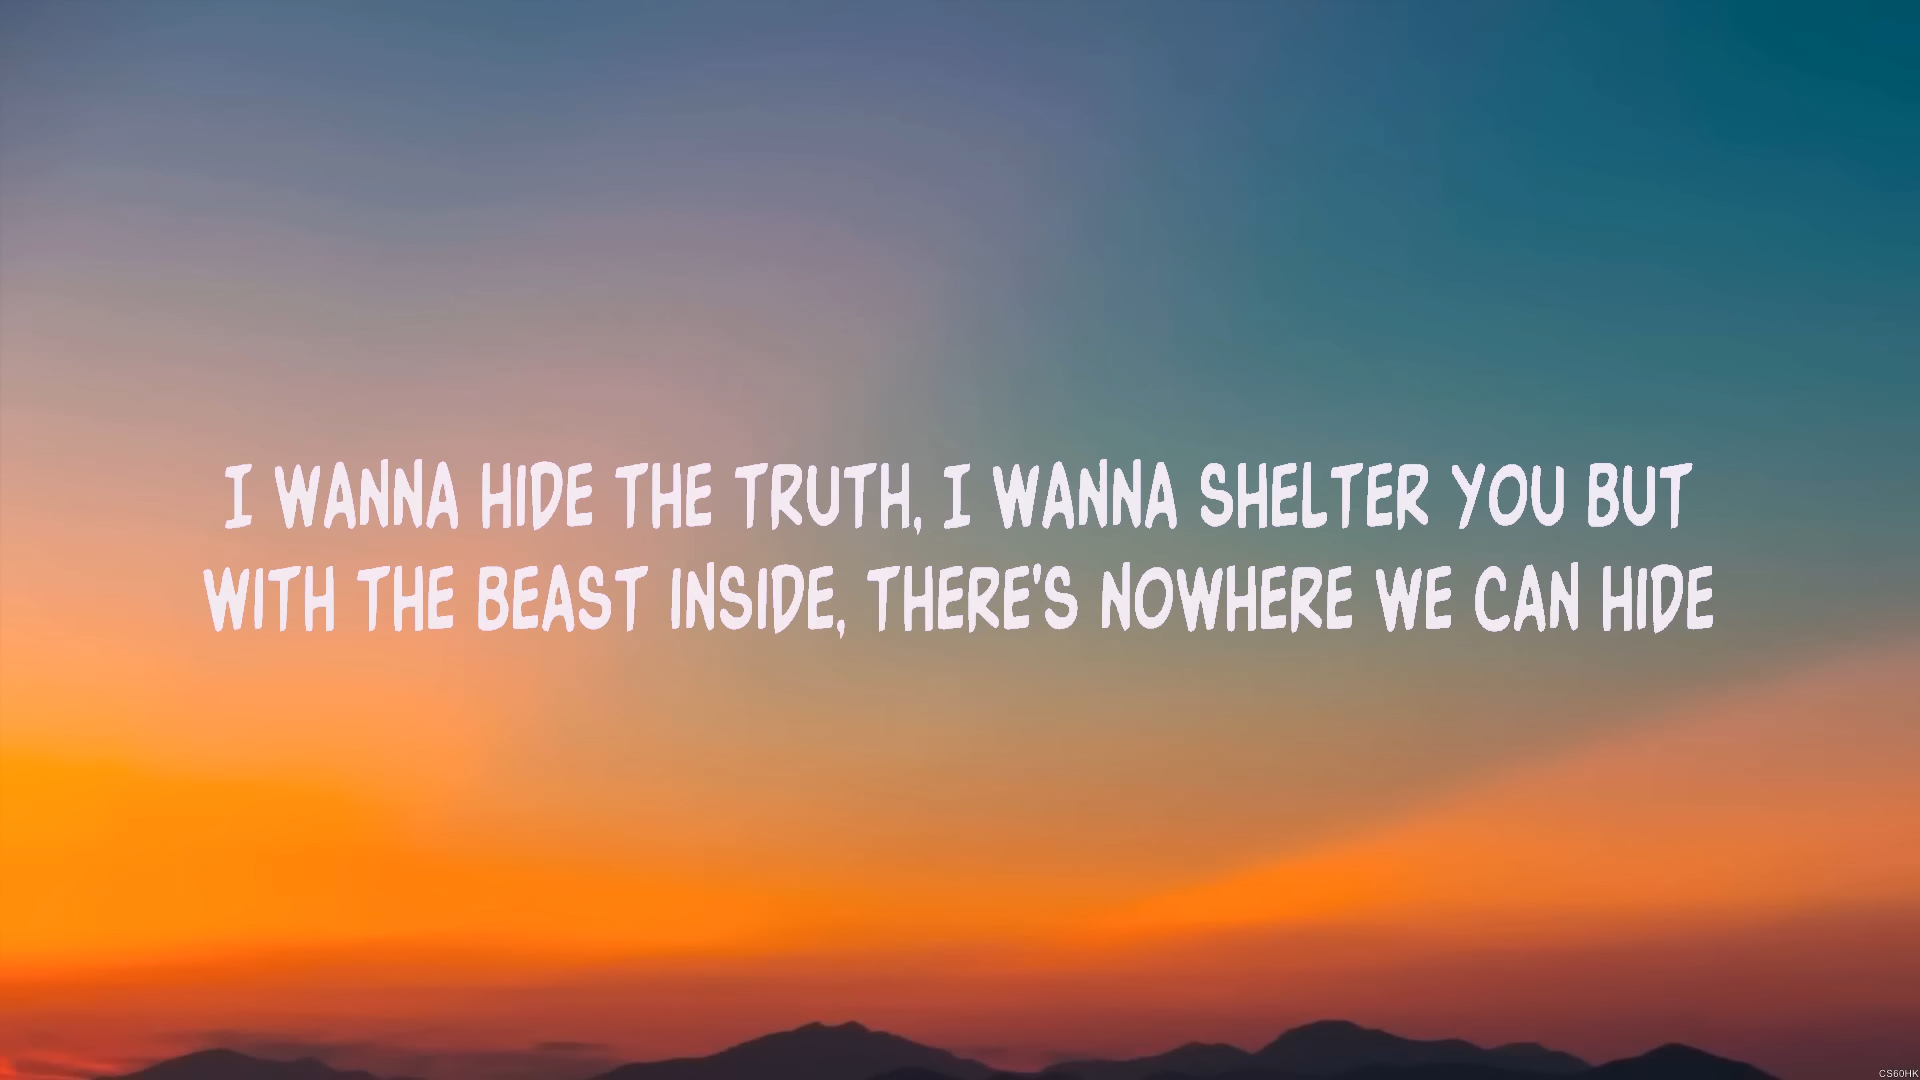 I WANNA HIDE THE TRUTH, I WANNA SHELTER YOU BUT
WITH THE BEAST INSIDE, THERE'S NOWHERE WE CAN HIDE
CS60HK